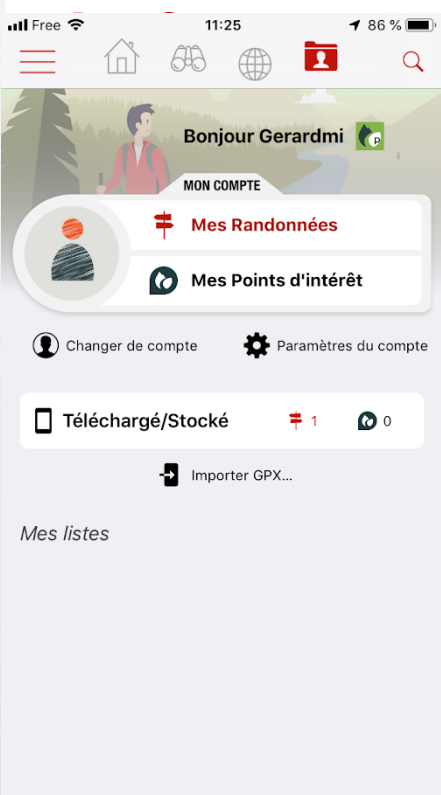 Free 11:25 86 %
Bonjour Gerardmi
p
MON COMPTE
Mes Randonnées
Mes Points d'intérêt
Changer de compte Paramètres du compte
Téléchargé/Stocké 1 0
Importer GPX...
Mes listes